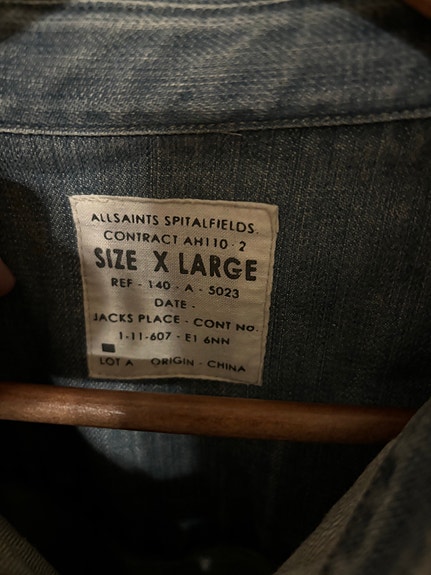 ALLSAINTS SPITALFIELDS.
CONTRACT AH110 - 2
SIZE X LARGE
REF - 140 - A - 5023
DATE -
JACKS PLACE - CONT No.
1-11-607 - E1 6NN
LOT A ORIGIN - CHINA